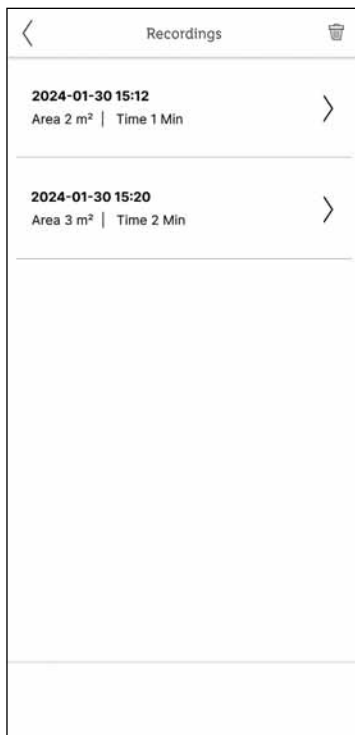 Recordings
2024-01-30 15:12
Area 2 m² | Time 1 Min
2024-01-30 15:20
Area 3 m² | Time 2 Min